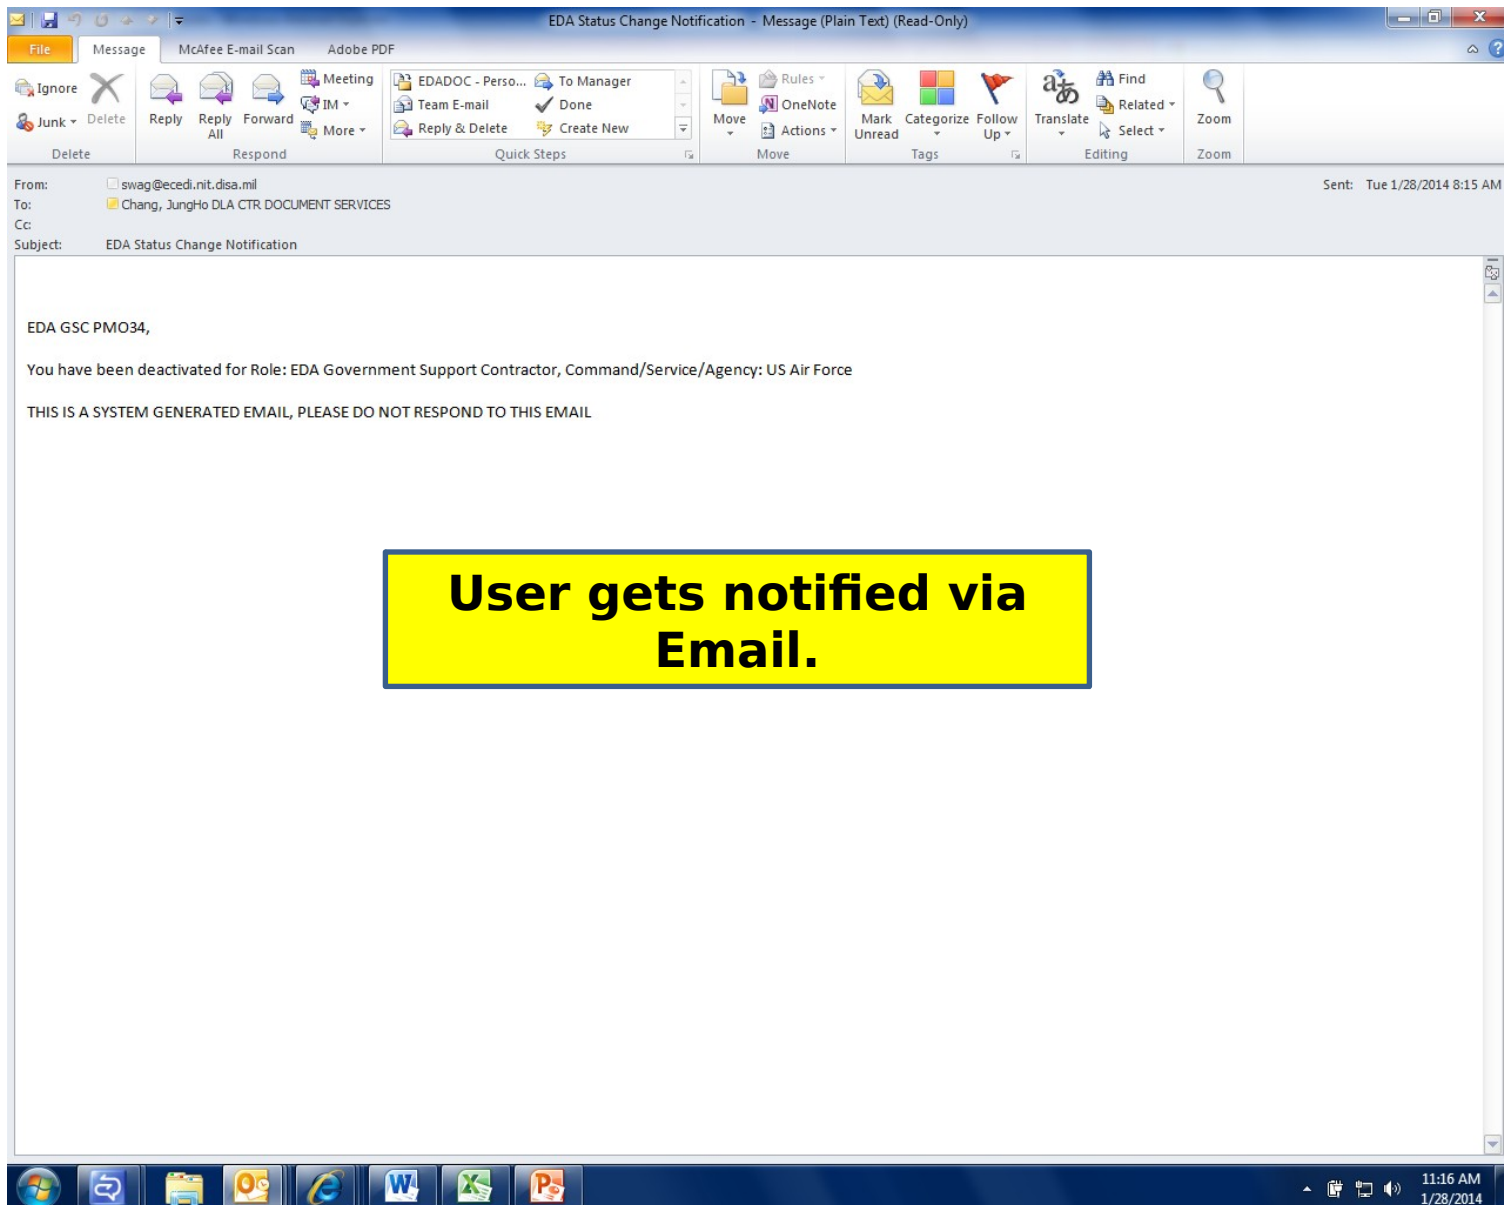 EDA Status Change Notification - Message (Plain Text) (Read-Only)
File Message McAfee E-mail Scan Adobe PDF
Ignore
Junk
Delete
Reply
Reply All
Forward
Meeting
IM
More
EDADOC - Perso...
Team E-mail
Reply & Delete
To Manager
Done
Create New
Move
Rules
OneNote
Actions
Mark Unread
Categorize
Follow Up
Translate
Find
Related
Select
Zoom
Delete Respond Quick Steps Move Tags Editing Zoom
From: swag@ecedi.nit.disa.mil Sent: Tue 1/28/2014 8:15 AM
To: Chang, JungHo DLA CTR DOCUMENT SERVICES
Cc:
Subject: EDA Status Change Notification
EDA GSC PMO34,
You have been deactivated for Role: EDA Government Support Contractor, Command/Service/Agency: US Air Force
THIS IS A SYSTEM GENERATED EMAIL, PLEASE DO NOT RESPOND TO THIS EMAIL
User gets notified via
Email.
11:16 AM
1/28/2014